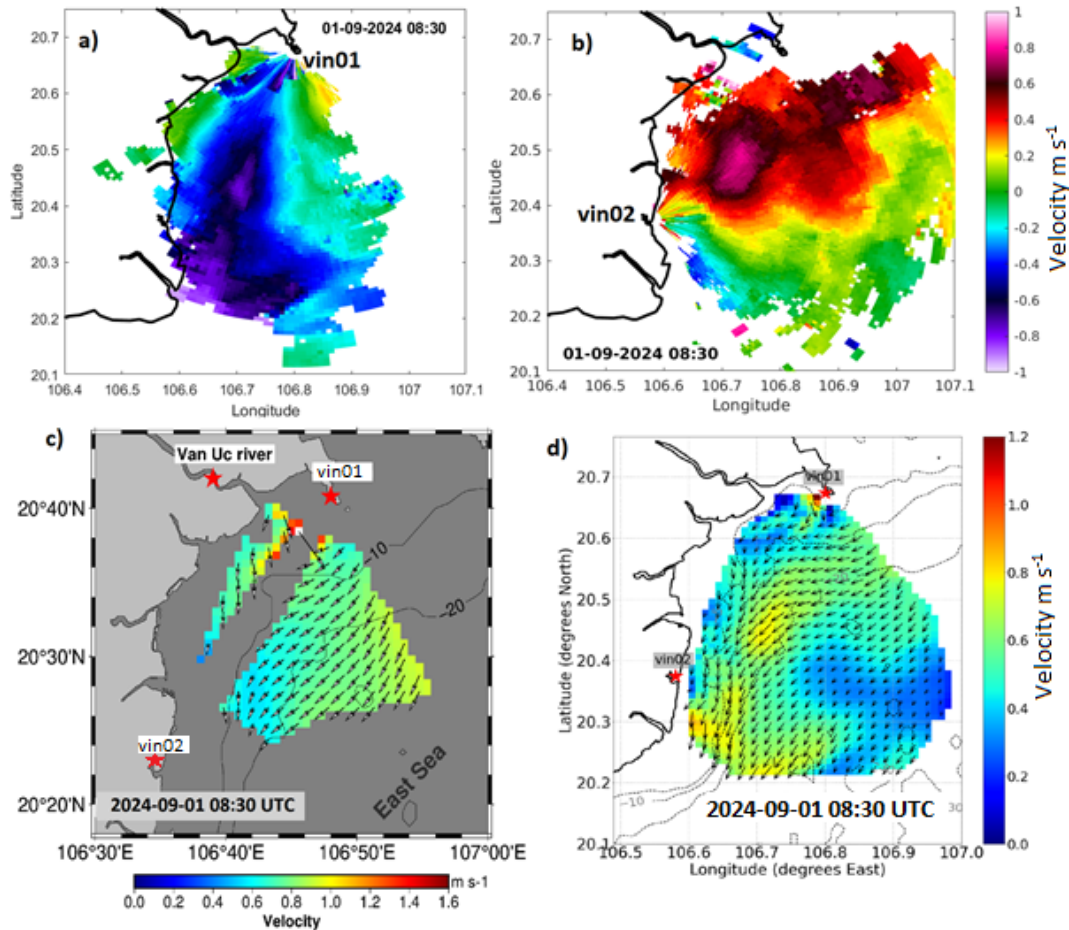 a)
01-09-2024 08:30
vin01
20.7
20.6
20.5
20.4
20.3
20.2
20.1
Latitude
106.4 106.5 106.6 106.7 106.8 106.9 107 107.1
Longitude
b)
vin02
01-09-2024 08:30
20.7
20.6
20.5
20.4
20.3
20.2
20.1
Latitude
106.4 106.5 106.6 106.7 106.8 106.9 107 107.1
Longitude
1
0.8
0.6
0.4
0.2
0
-0.2
-0.4
-0.6
-0.8
-1
Velocity m s-1
c)
Van Uc river
vin01
vin02
−10
−20
East Sea
2024-09-01 08:30 UTC
20°40'
20°30'
20°20'
106°30'E 106°40'E 106°50'E 107°00'E
0.0 0.2 0.4 0.6 0.8 1.0 1.2 1.4 1.6
m s-1
Velocity
d)
vin01
vin02
2024-09-01 08:30 UTC
−10
30
20.7
20.6
20.5
20.4
20.3
20.2
20.1
Latitude (degrees North)
106.5 106.6 106.7 106.8 106.9 107.0
Longitude (degrees East)
1.2
1.0
0.8
0.6
0.4
0.2
0.0
Velocity m s-1